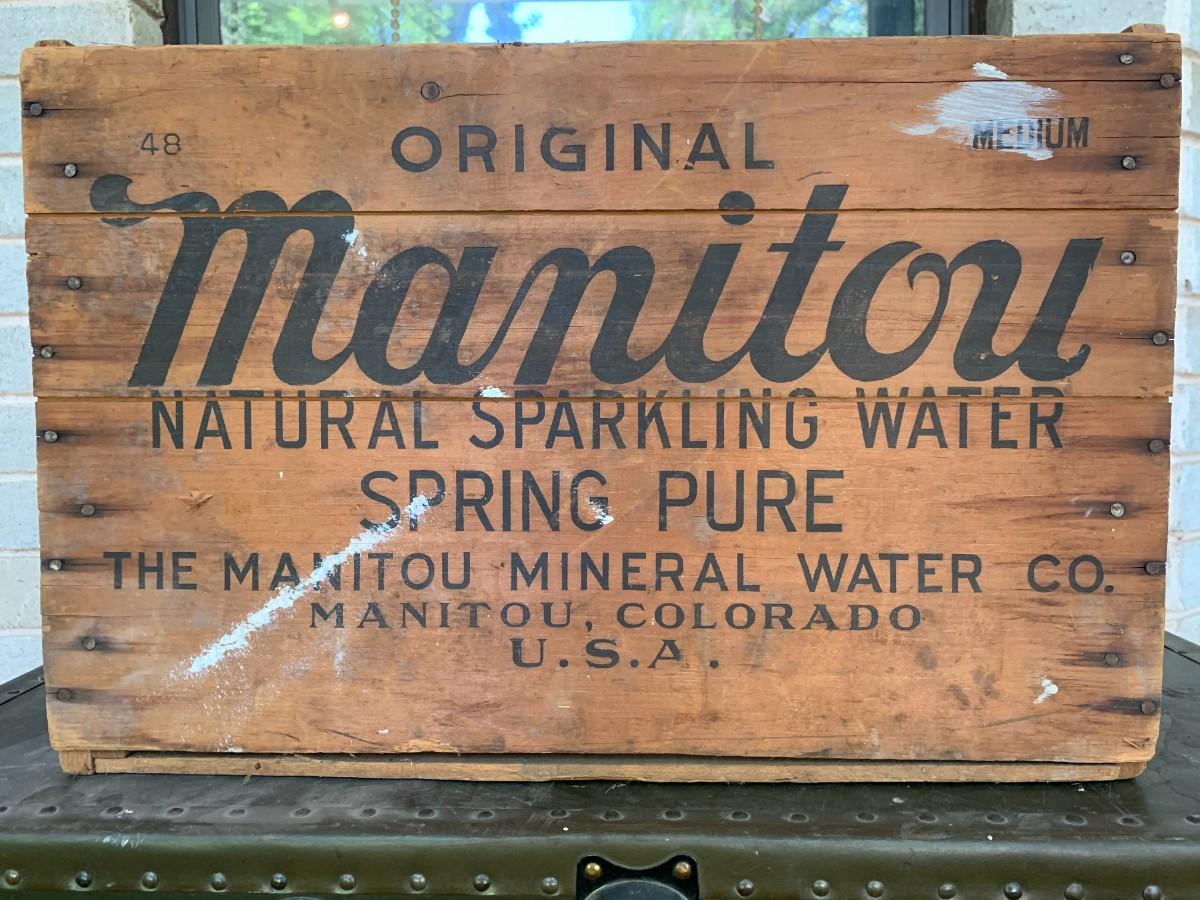 48 ORIGINAL MEDIUM
Manitou
NATURAL SPARKLING WATER
SPRING PURE
THE MANITOU MINERAL WATER CO.
MANITOU, COLORADO
U.S.A.